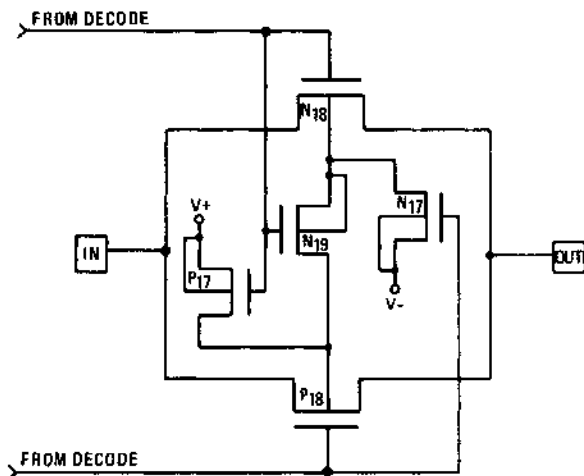 FROM DECODE
N18
V+
N17
IN
N19
P17
OUT
V-
P18
FROM DECODE